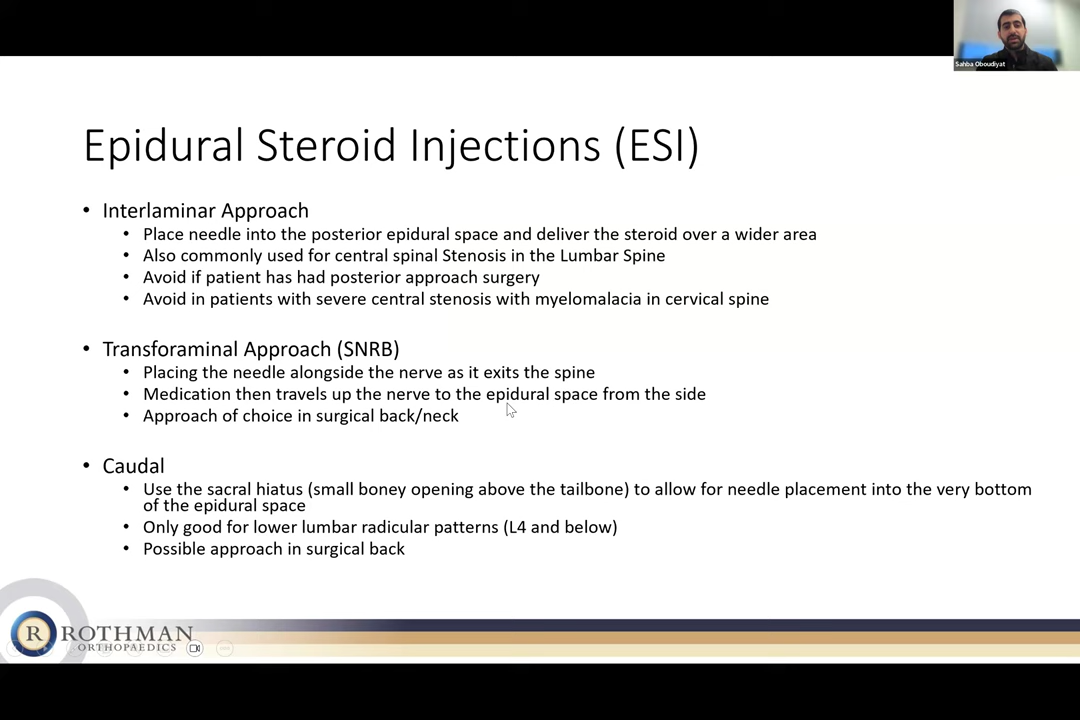 Sahba Oboudiyat
Epidural Steroid Injections (ESI)
• Interlaminar Approach
• Place needle into the posterior epidural space and deliver the steroid over a wider area
• Also commonly used for central spinal Stenosis in the Lumbar Spine
• Avoid if patient has had posterior approach surgery
• Avoid in patients with severe central stenosis with myelomalacia in cervical spine
• Transforaminal Approach (SNRB)
• Placing the needle alongside the nerve as it exits the spine
• Medication then travels up the nerve to the epidural space from the side
• Approach of choice in surgical back/neck
• Caudal
• Use the sacral hiatus (small boney opening above the tailbone) to allow for needle placement into the very bottom
of the epidural space
• Only good for lower lumbar radicular patterns (L4 and below)
• Possible approach in surgical back
R ROTHMAN
ORTHOPAEDICS